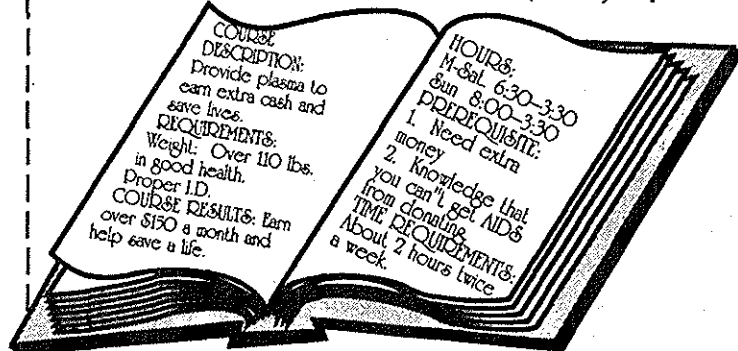 COURSE
DESCRIPTION:
Provide plasma to
earn extra cash and
save lives.
REQUIREMENTS:
Weight: Over 110 lbs.
in good health.
Proper I.D.
COURSE RESULTS: Earn
over $150 a month and
help save a life.
HOURS:
M-Sat. 6:30-3:30
Sun 8:00-3:30
PREREQUISITE:
1. Need extra
money
2. Knowledge that
you can"t get AIDS
from donating.
TIME REQUIREMENTS:
About 2 hours twice
a week.